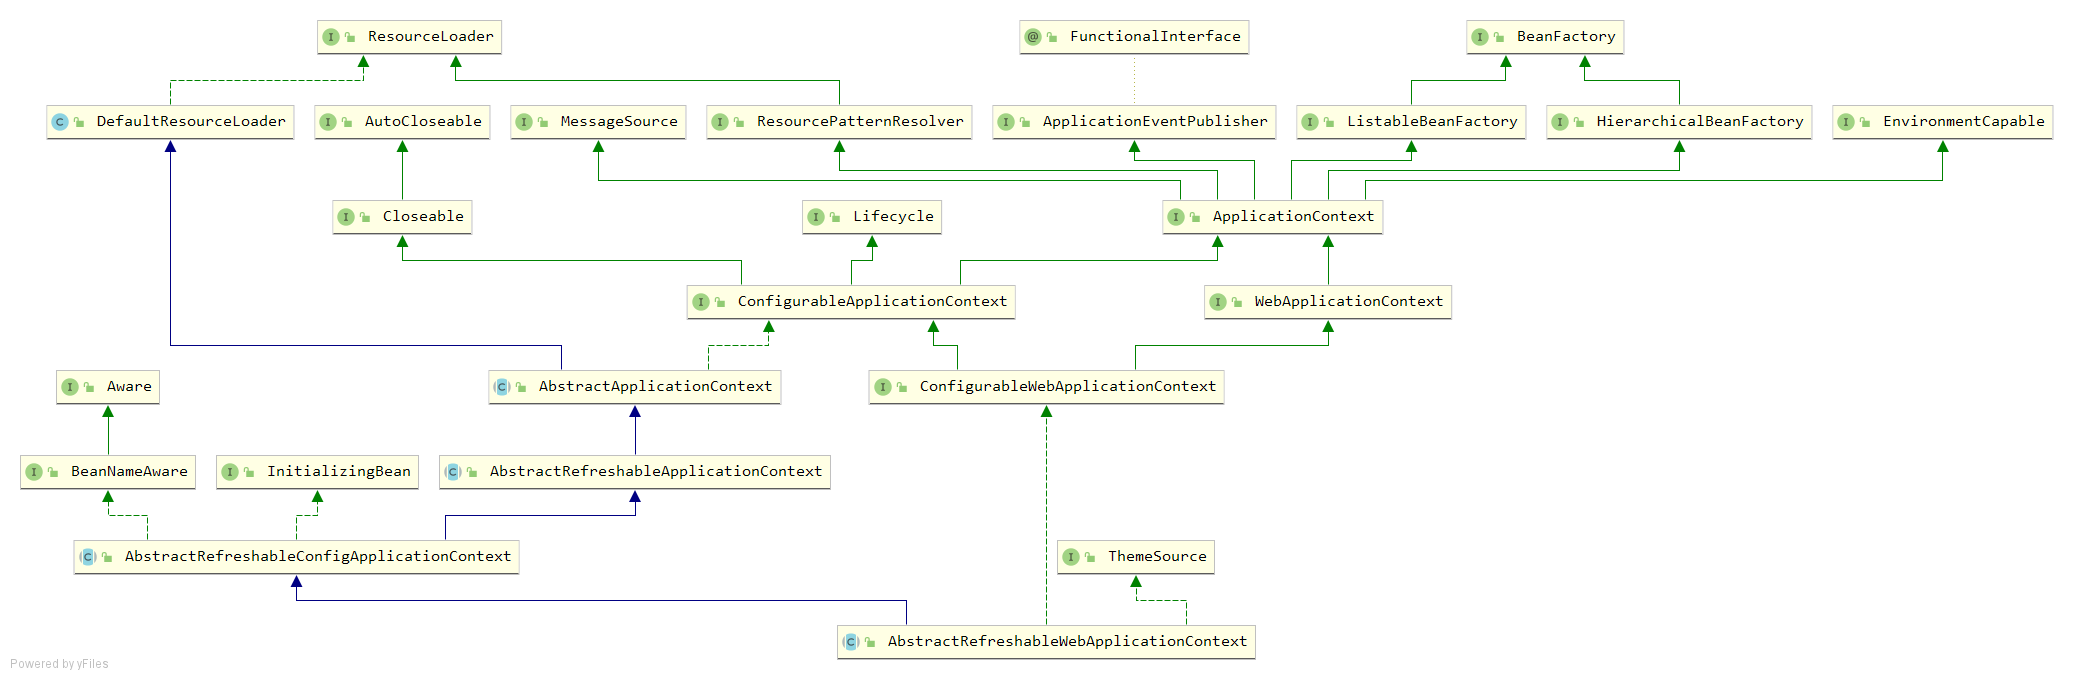 ResourceLoader
FunctionalInterface
BeanFactory
DefaultResourceLoader
AutoCloseable
MessageSource
ResourcePatternResolver
ApplicationEventPublisher
ListableBeanFactory
HierarchicalBeanFactory
EnvironmentCapable
Closeable
Lifecycle
ApplicationContext
ConfigurableApplicationContext
WebApplicationContext
Aware
AbstractApplicationContext
ConfigurableWebApplicationContext
BeanNameAware
InitializingBean
AbstractRefreshableApplicationContext
AbstractRefreshableConfigApplicationContext
ThemeSource
AbstractRefreshableWebApplicationContext
Powered by yFiles